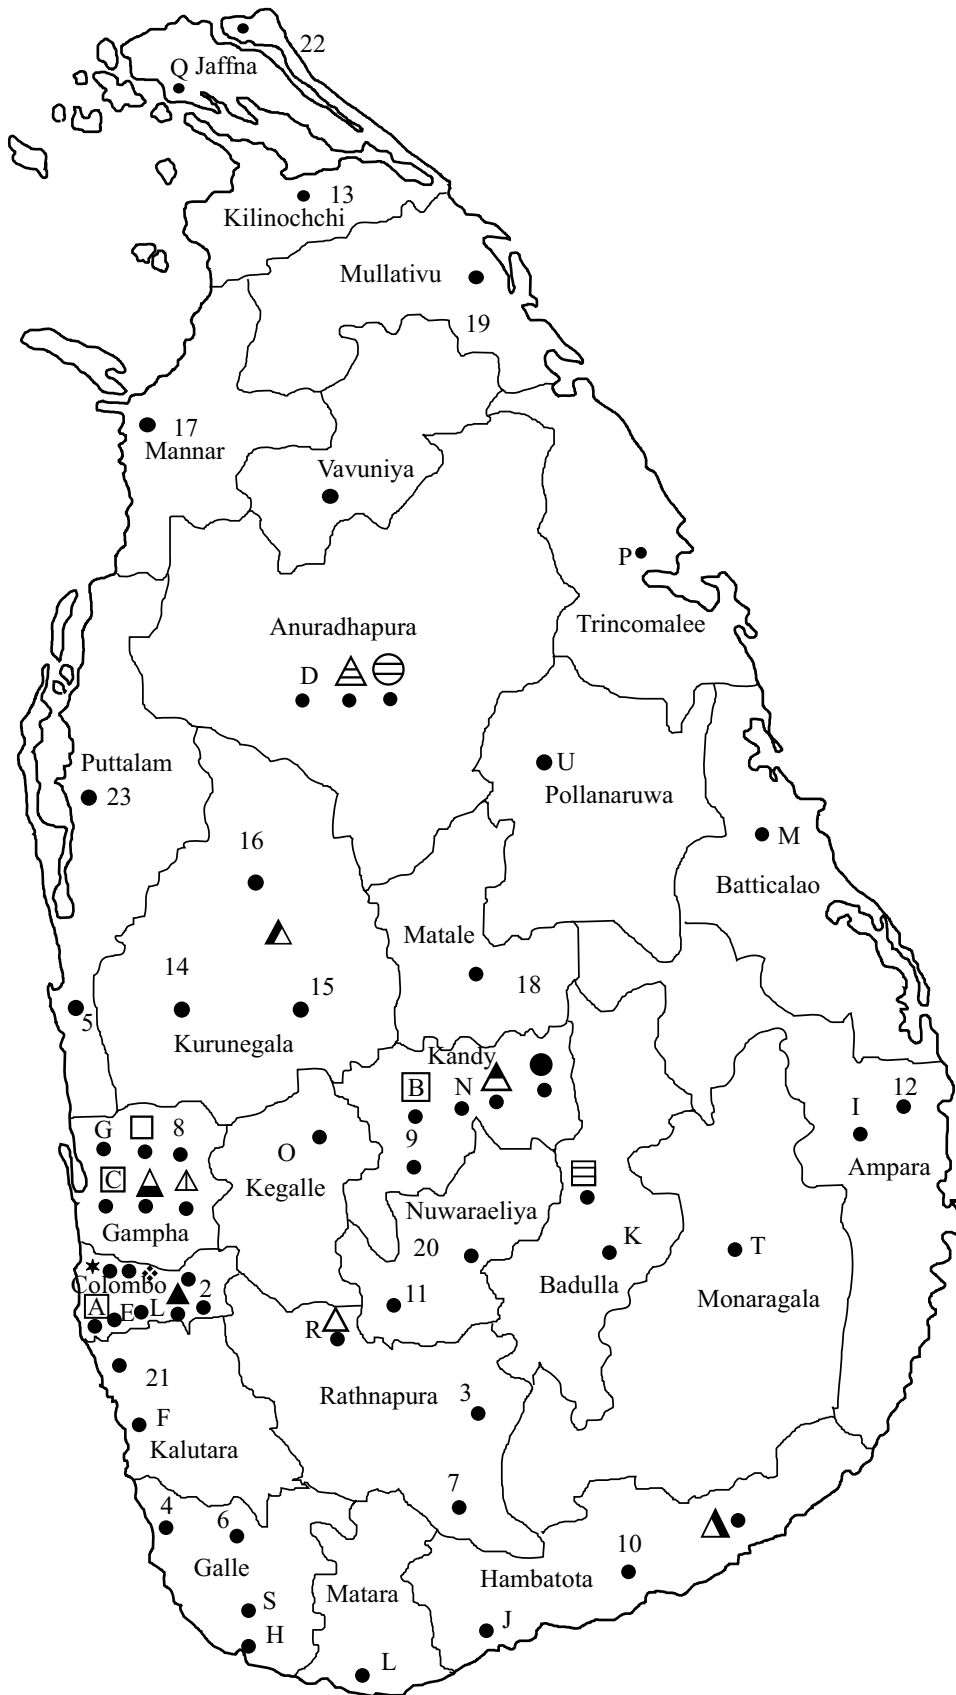 22
Q Jaffna
13
Kilinochchi
Mullativu
19
17
Mannar
Vavuniya
P
Trincomalee
Anuradhapura
D
Puttalam
23
U
Pollanaruwa
16
M
Batticalao
Matale
14
15
18
5
Kurunegala
Kandy
B
N
12
G
8
I
O
9
Ampara
C
Kegalle
Nuwaraeliya
Gampha
20
K
T
Colombo
2
Badulla
Monaragala
A
E
L
11
R
21
Rathnapura
3
F
Kalutara
7
4
6
10
Galle
Hambatota
Matara
S
J
H
L